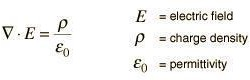 ∇ · E = ρ / ε₀
E = electric field
ρ = charge density
ε₀ = permittivity